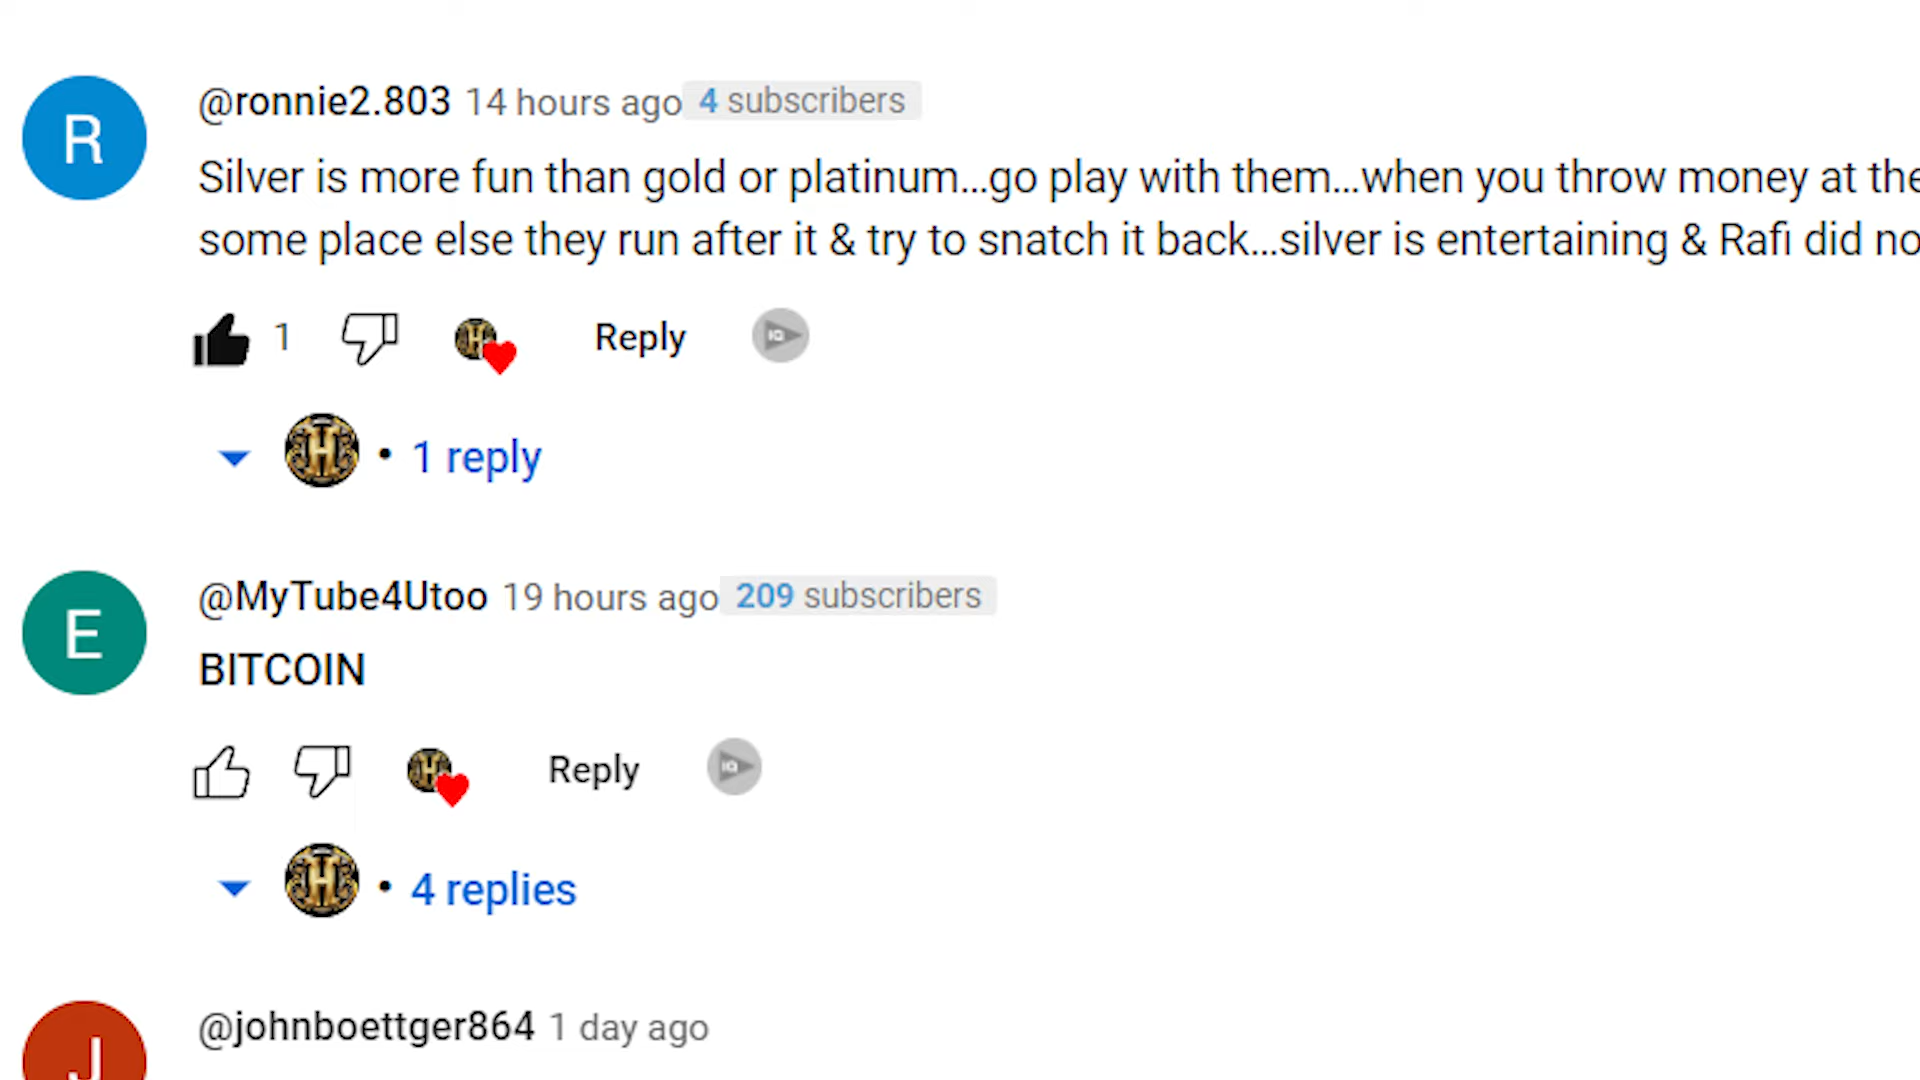 R
@ronnie2.803 14 hours ago 4 subscribers
Silver is more fun than gold or platinum...go play with them...when you throw money at the
some place else they run after it & try to snatch it back...silver is entertaining & Rafi did no
1 Reply IQ
H • 1 reply
E
@MyTube4Utoo 19 hours ago 209 subscribers
BITCOIN
Reply IQ
H • 4 replies
J
@johnboettger864 1 day ago